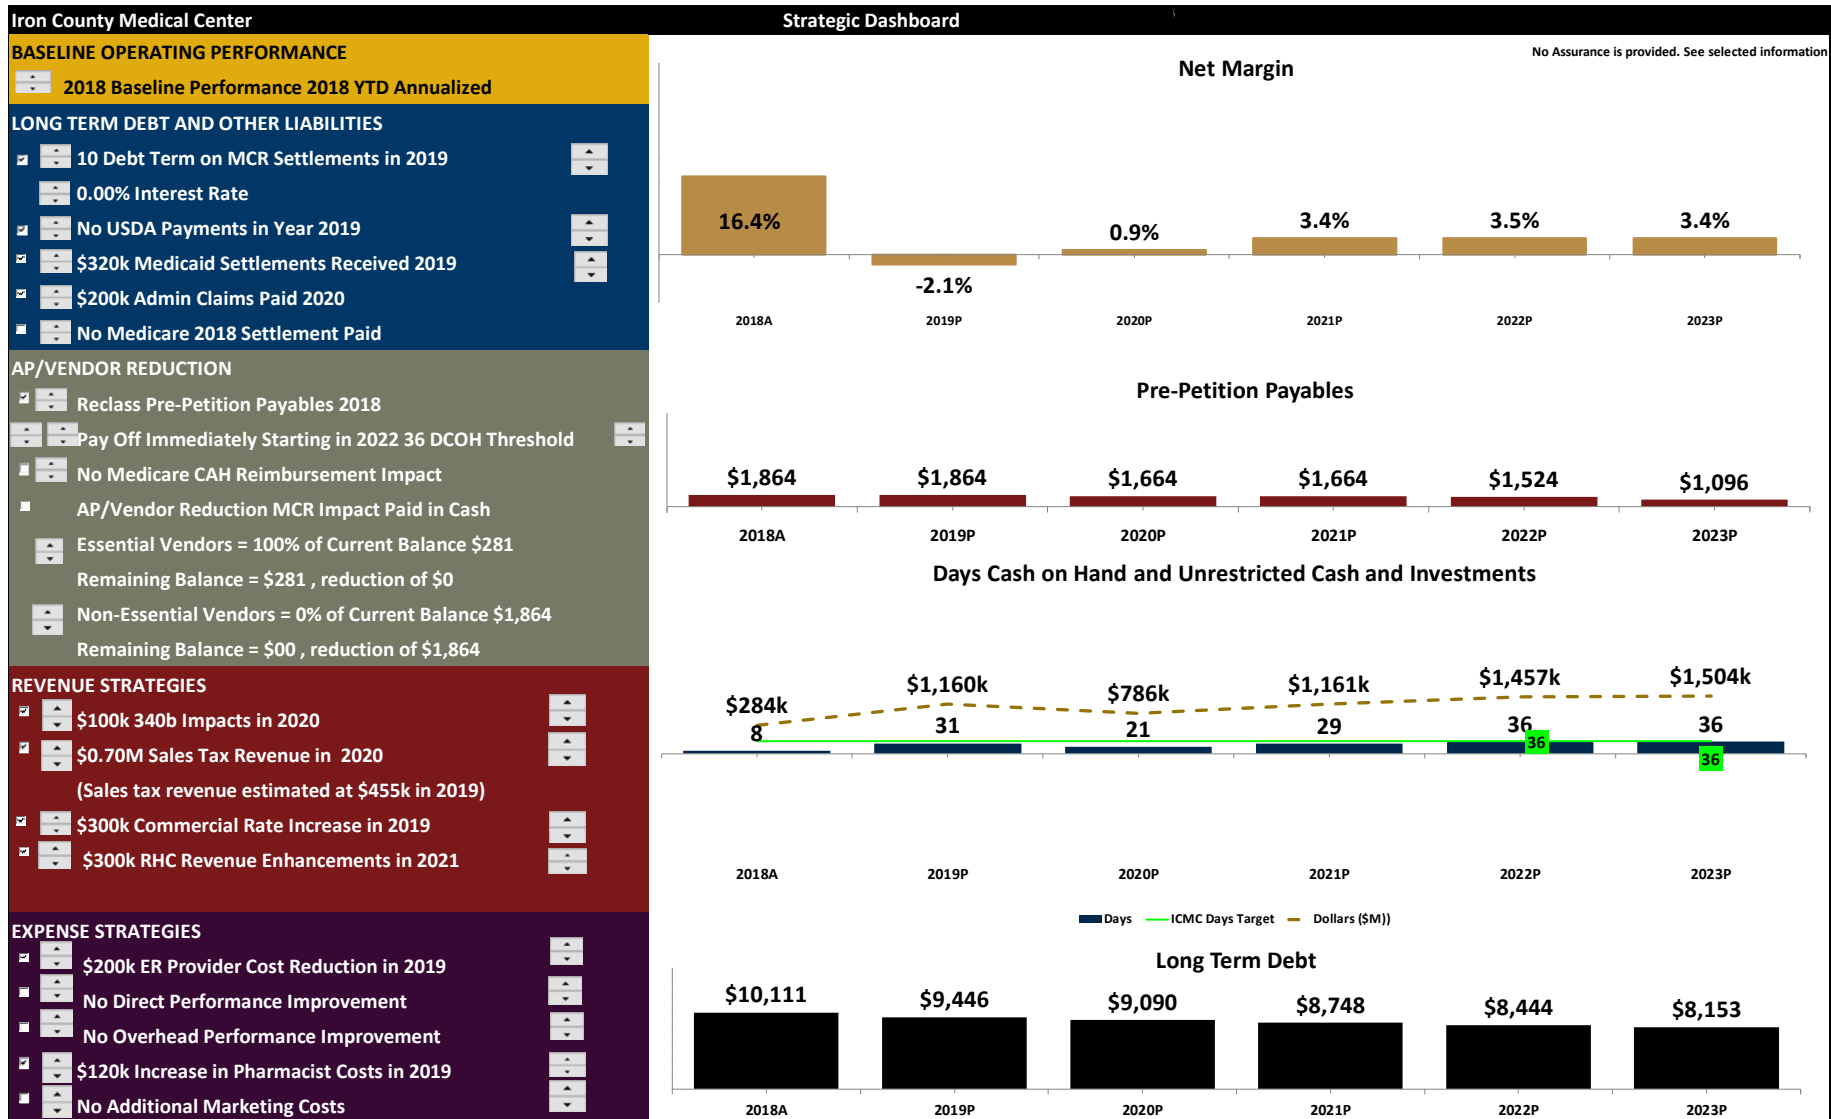 Iron County Medical Center
Strategic Dashboard
BASELINE OPERATING PERFORMANCE
2018 Baseline Performance 2018 YTD Annualized
LONG TERM DEBT AND OTHER LIABILITIES
10 Debt Term on MCR Settlements in 2019
0.00% Interest Rate
No USDA Payments in Year 2019
$320k Medicaid Settlements Received 2019
$200k Admin Claims Paid 2020
No Medicare 2018 Settlement Paid
AP/VENDOR REDUCTION
Reclass Pre-Petition Payables 2018
Pay Off Immediately Starting in 2022 36 DCOH Threshold
No Medicare CAH Reimbursement Impact
AP/Vendor Reduction MCR Impact Paid in Cash
Essential Vendors = 100% of Current Balance $281
Remaining Balance = $281 , reduction of $0
Non-Essential Vendors = 0% of Current Balance $1,864
Remaining Balance = $00 , reduction of $1,864
REVENUE STRATEGIES
$100k 340b Impacts in 2020
$0.70M Sales Tax Revenue in 2020
(Sales tax revenue estimated at $455k in 2019)
$300k Commercial Rate Increase in 2019
$300k RHC Revenue Enhancements in 2021
EXPENSE STRATEGIES
$200k ER Provider Cost Reduction in 2019
No Direct Performance Improvement
No Overhead Performance Improvement
$120k Increase in Pharmacist Costs in 2019
No Additional Marketing Costs
No Assurance is provided. See selected information
Net Margin
16.4% -2.1% 0.9% 3.4% 3.5% 3.4%
2018A 2019P 2020P 2021P 2022P 2023P
Pre-Petition Payables
$1,864 $1,864 $1,664 $1,664 $1,524 $1,096
2018A 2019P 2020P 2021P 2022P 2023P
Days Cash on Hand and Unrestricted Cash and Investments
$284k $1,160k $786k $1,161k $1,457k $1,504k
8 31 21 29 36 36
36 36
2018A 2019P 2020P 2021P 2022P 2023P
Days ICMC Days Target Dollars ($M))
Long Term Debt
$10,111 $9,446 $9,090 $8,748 $8,444 $8,153
2018A 2019P 2020P 2021P 2022P 2023P